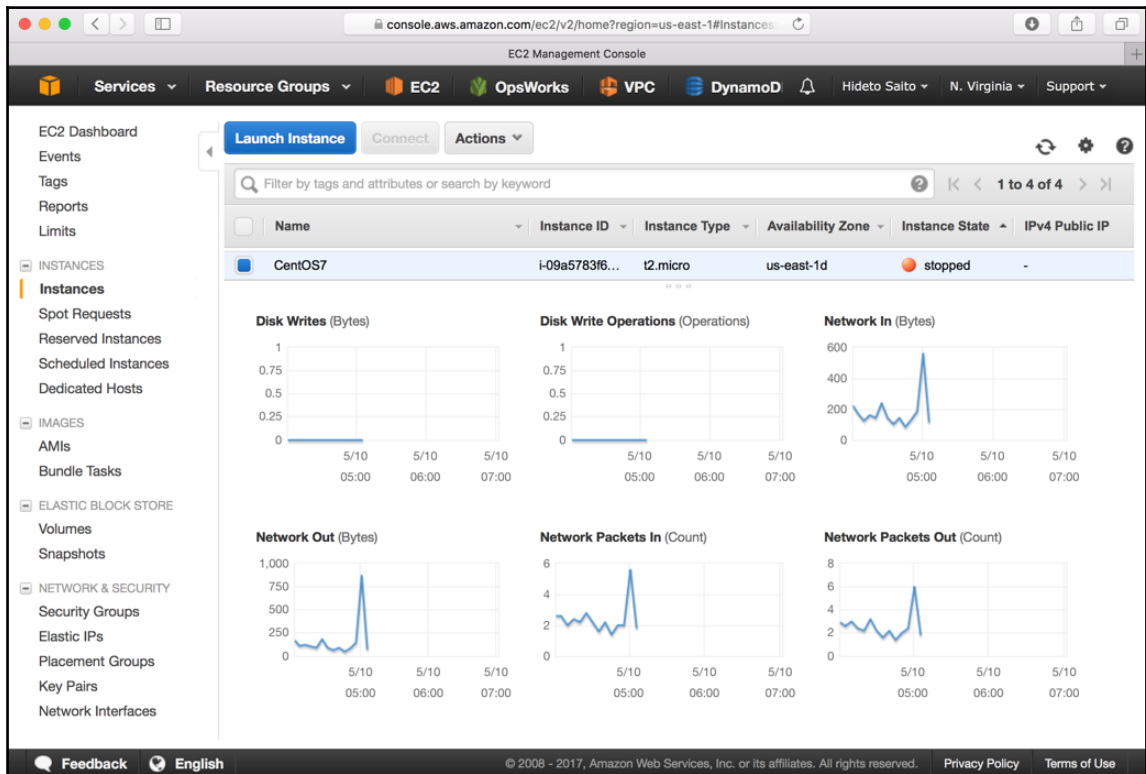 console.aws.amazon.com/ec2/v2/home?region=us-east-1#Instances:
EC2 Management Console
Services Resource Groups EC2 OpsWorks VPC DynamoD Hideto Saito N. Virginia Support
EC2 Dashboard
Events
Tags
Reports
Limits
INSTANCES
Instances
Spot Requests
Reserved Instances
Scheduled Instances
Dedicated Hosts
IMAGES
AMIs
Bundle Tasks
ELASTIC BLOCK STORE
Volumes
Snapshots
NETWORK & SECURITY
Security Groups
Elastic IPs
Placement Groups
Key Pairs
Network Interfaces
Launch Instance Connect Actions
Filter by tags and attributes or search by keyword 1 to 4 of 4
Name Instance ID Instance Type Availability Zone Instance State IPv4 Public IP
CentOS7 i-09a5783f6... t2.micro us-east-1d stopped -
Disk Writes (Bytes)
1
0.75
0.5
0.25
0
5/10 5/10 5/10
05:00 06:00 07:00
Disk Write Operations (Operations)
1
0.75
0.5
0.25
0
5/10 5/10 5/10
05:00 06:00 07:00
Network In (Bytes)
600
400
200
0
5/10 5/10 5/10
05:00 06:00 07:00
Network Out (Bytes)
1,000
750
500
250
0
5/10 5/10 5/10
05:00 06:00 07:00
Network Packets In (Count)
6
4
2
0
5/10 5/10 5/10
05:00 06:00 07:00
Network Packets Out (Count)
8
6
4
2
0
5/10 5/10 5/10
05:00 06:00 07:00
Feedback English © 2008 - 2017, Amazon Web Services, Inc. or its affiliates. All rights reserved. Privacy Policy Terms of Use